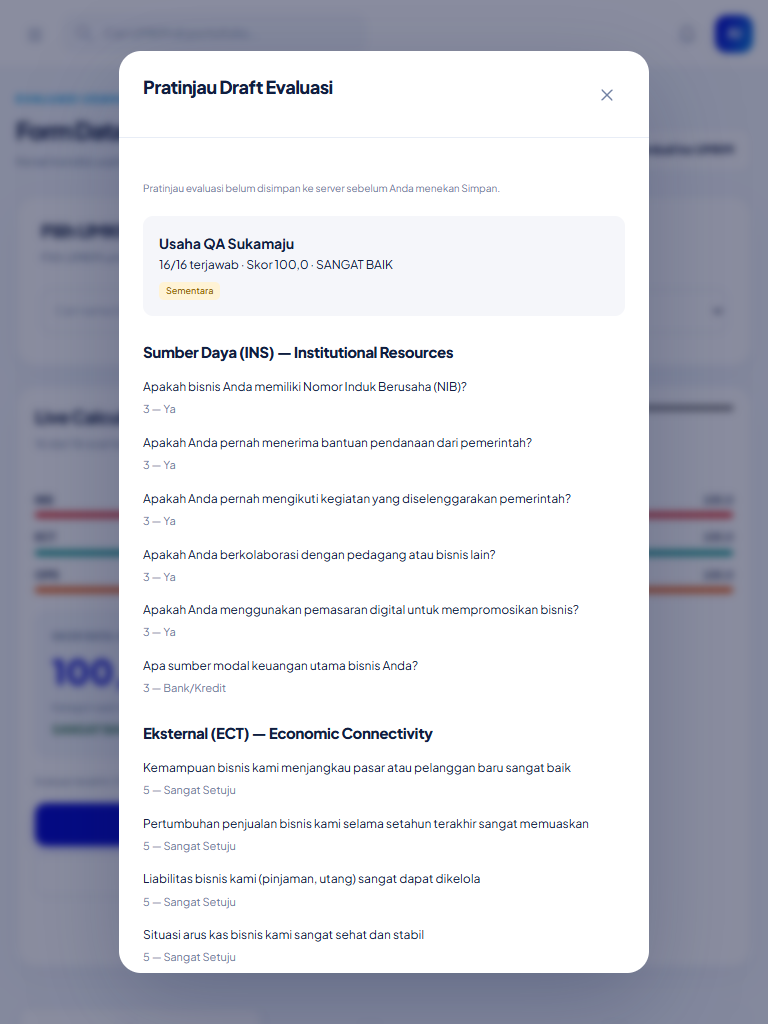 Pratinjau Draft Evaluasi
Pratinjau evaluasi belum disimpan ke server sebelum Anda menekan Simpan.
Usaha QA Sukamaju
16/16 terjawab · Skor 100,0 · SANGAT BAIK
Sementara
Sumber Daya (INS) — Institutional Resources
Apakah bisnis Anda memiliki Nomor Induk Berusaha (NIB)?
3 — Ya
Apakah Anda pernah menerima bantuan pendanaan dari pemerintah?
3 — Ya
Apakah Anda pernah mengikuti kegiatan yang diselenggarakan pemerintah?
3 — Ya
Apakah Anda berkolaborasi dengan pedagang atau bisnis lain?
3 — Ya
Apakah Anda menggunakan pemasaran digital untuk mempromosikan bisnis?
3 — Ya
Apa sumber modal keuangan utama bisnis Anda?
3 — Bank/Kredit
Eksternal (ECT) — Economic Connectivity
Kemampuan bisnis kami menjangkau pasar atau pelanggan baru sangat baik
5 — Sangat Setuju
Pertumbuhan penjualan bisnis kami selama setahun terakhir sangat memuaskan
5 — Sangat Setuju
Liabilitas bisnis kami (pinjaman, utang) sangat dapat dikelola
5 — Sangat Setuju
Situasi arus kas bisnis kami sangat sehat dan stabil
5 — Sangat Setuju
Form Data
Live Calcu
100,